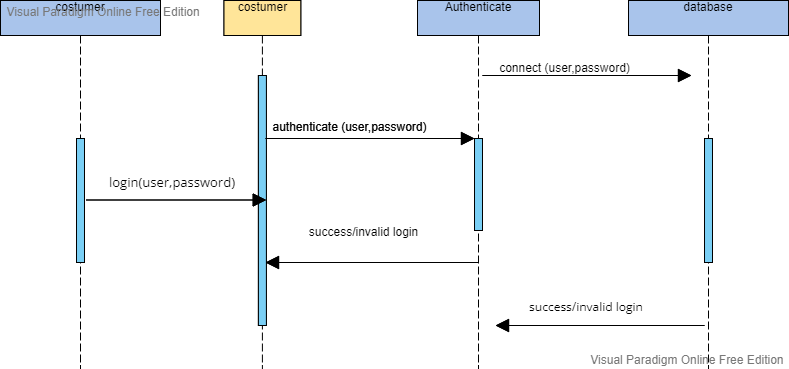 costumer
Visual Paradigm Online Free Edition
costumer
Authenticate
database
connect (user,password)
authenticate (user,password)
login(user,password)
success/invalid login
success/invalid login
Visual Paradigm Online Free Edition